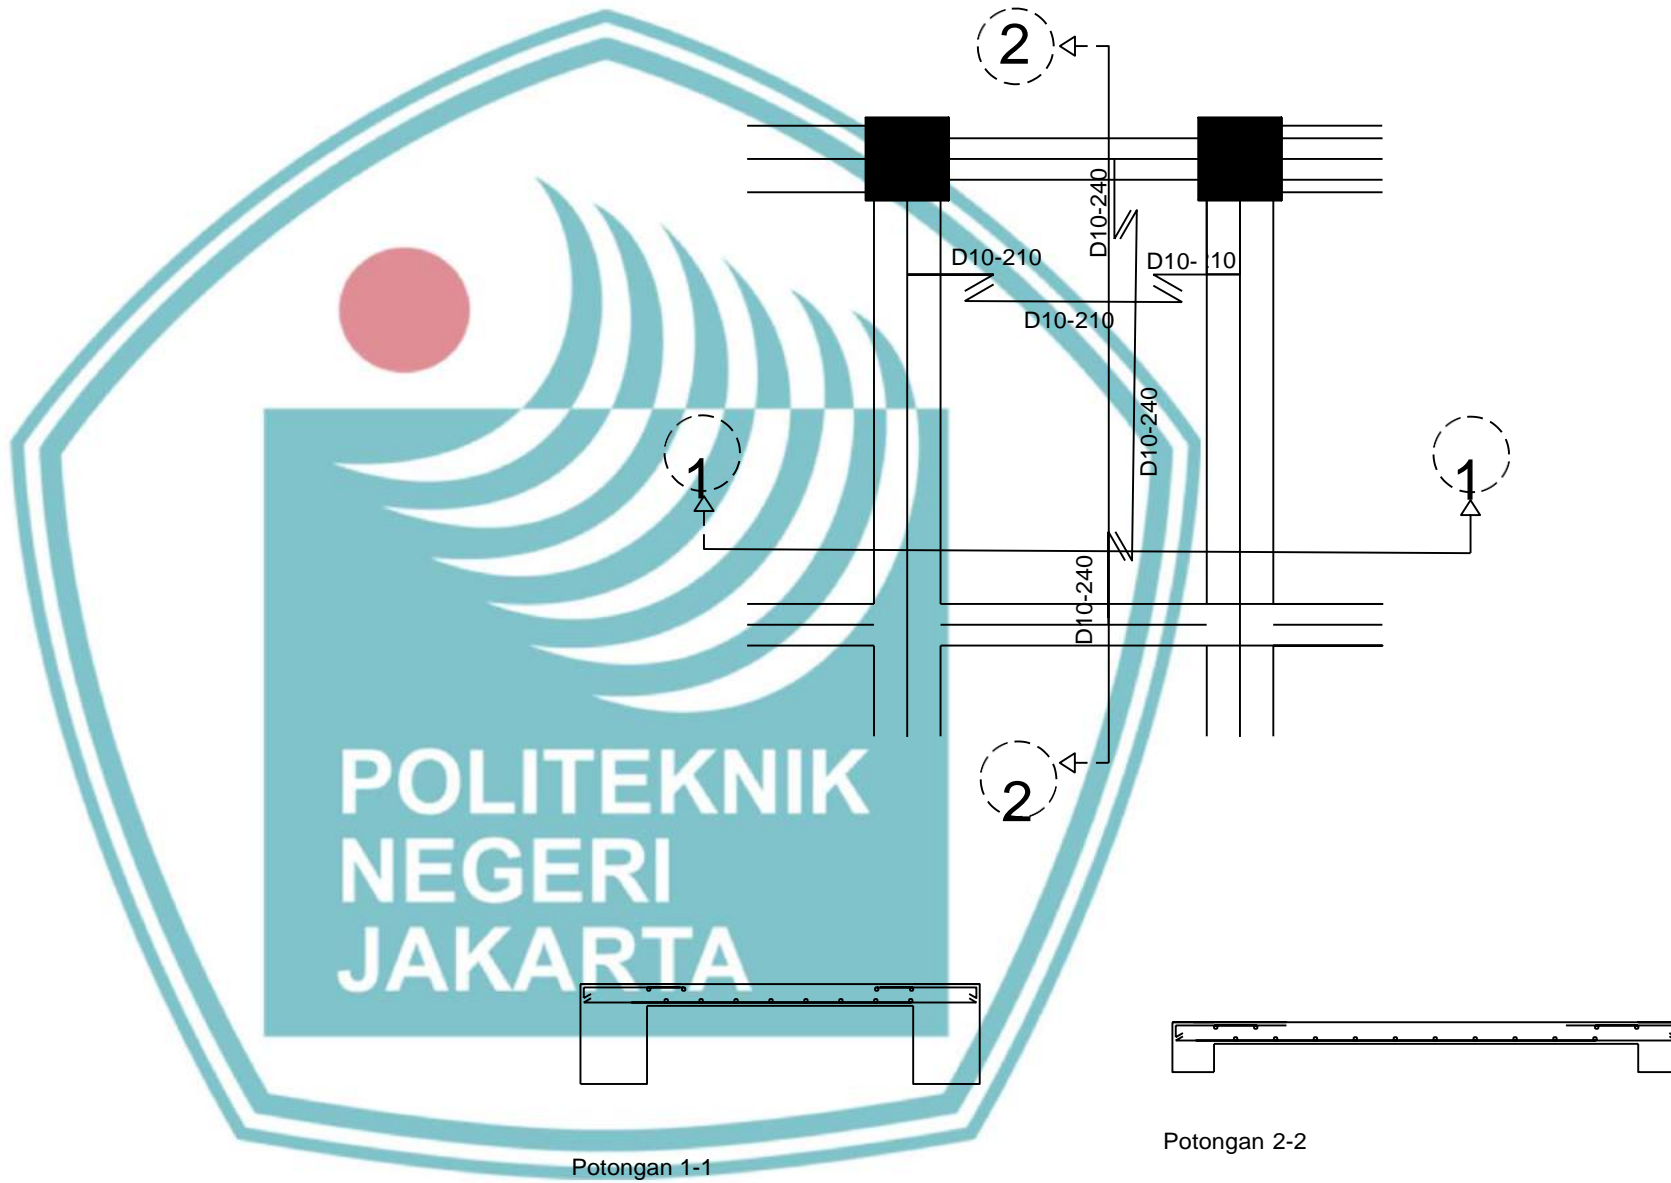 2
D10-240
D10-210
D10- 10
D10-210
D10-240
1
1
D10-240
2
POLITEKNIK
NEGERI
JAKARTA
Potongan 1-1
Potongan 2-2